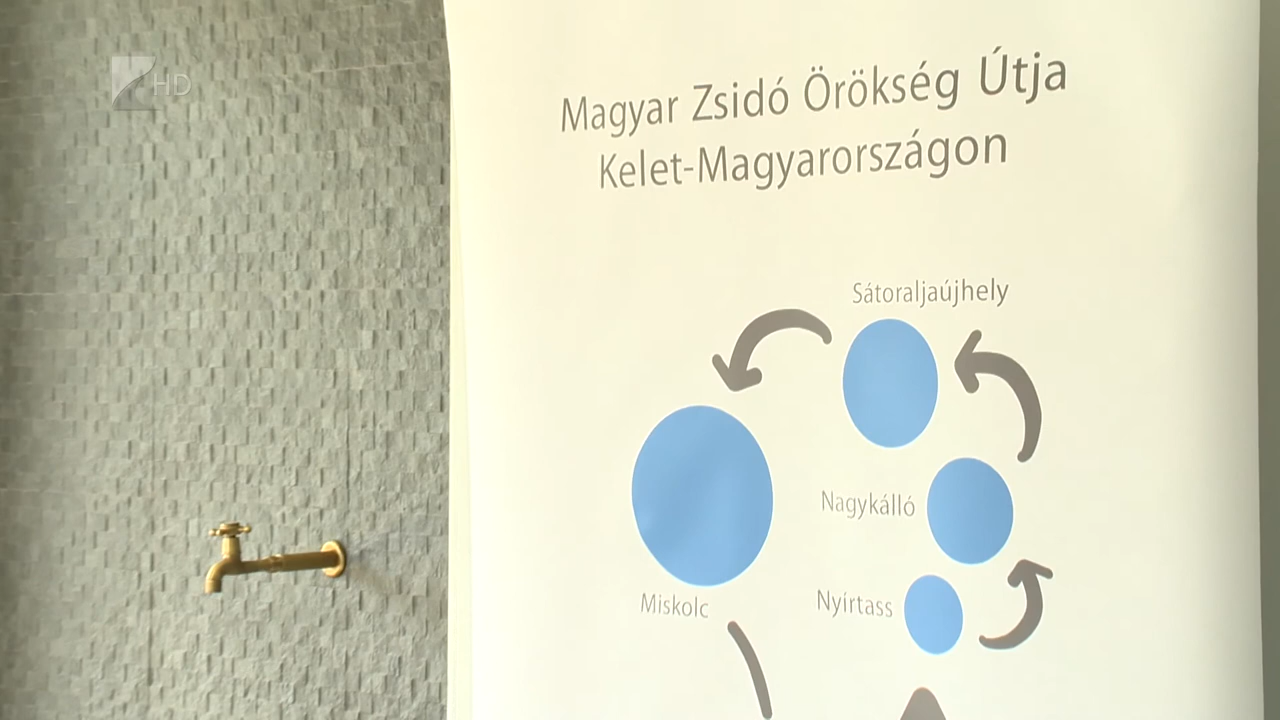 HD
Magyar Zsidó Örökség Útja
Kelet-Magyarországon
Sátoraljaújhely
Nagykálló
Nyírtass
Miskolc